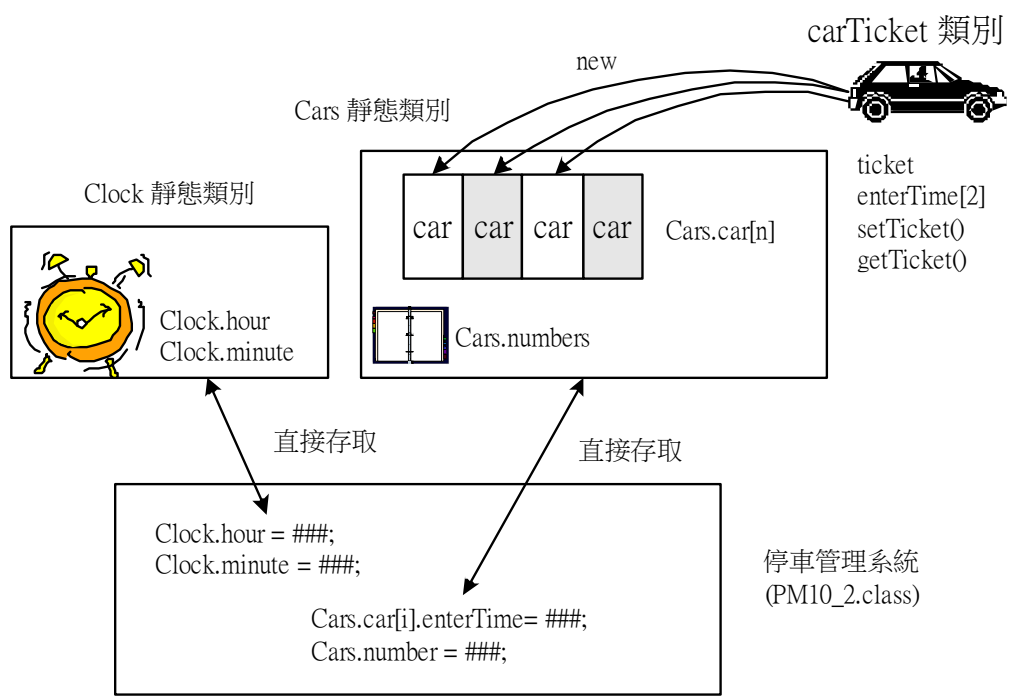 carTicket 類別
new
Cars 靜態類別
ticket
enterTime[2]
setTicket()
getTicket()
Clock 靜態類別
car car car car
Cars.car[n]
Clock.hour
Clock.minute
Cars.numbers
直接存取
直接存取
Clock.hour = ###;
Clock.minute = ###;
停車管理系統
(PM10_2.class)
Cars.car[i].enterTime= ###;
Cars.number = ###;